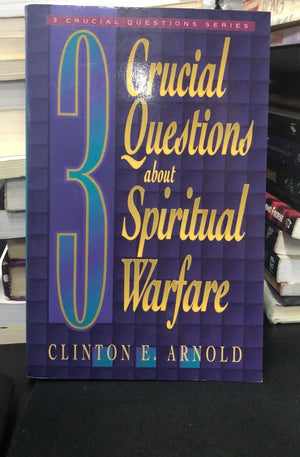 3 CRUCIAL QUESTIONS SERIES
3
Crucial
Questions
about
Spiritual
Warfare
CLINTON E. ARNOLD